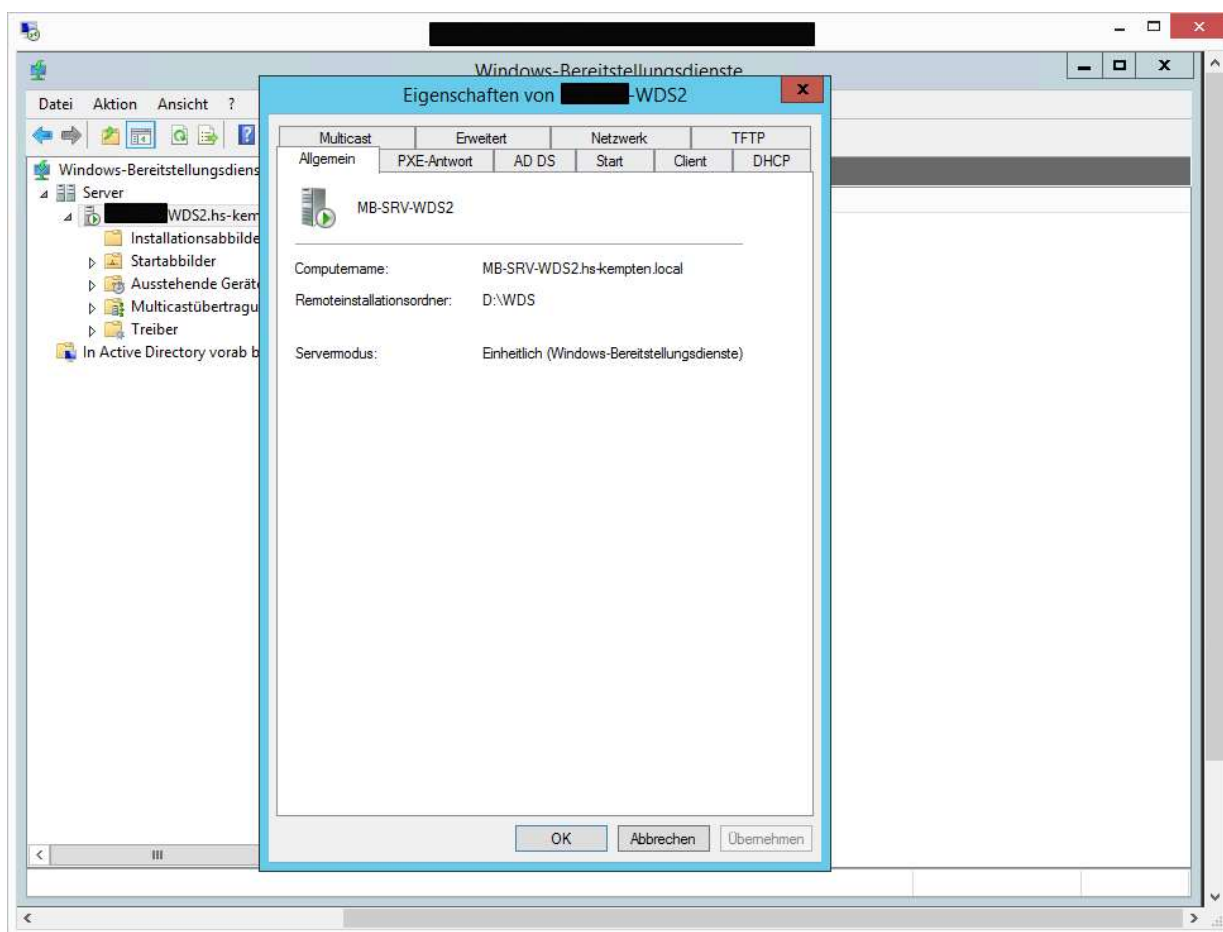 Windows-Bereitstellungsdienste
Eigenschaften von -WDS2
Datei Aktion Ansicht ?
Multicast Erweitert Netzwerk TFTP
Allgemein PXE-Antwort AD DS Start Client DHCP
Windows-Bereitstellungsdiens
Server
WDS2.hs-kem
Installationsabbilde
Startabbilder
Ausstehende Geräte
Multicastübertragu
Treiber
In Active Directory vorab b
MB-SRV-WDS2
Computername: MB-SRV-WDS2.hs-kempten.local
Remoteinstallationsordner: D:\WDS
Servermodus: Einheitlich (Windows-Bereitstellungsdienste)
OK Abbrechen Übernehmen